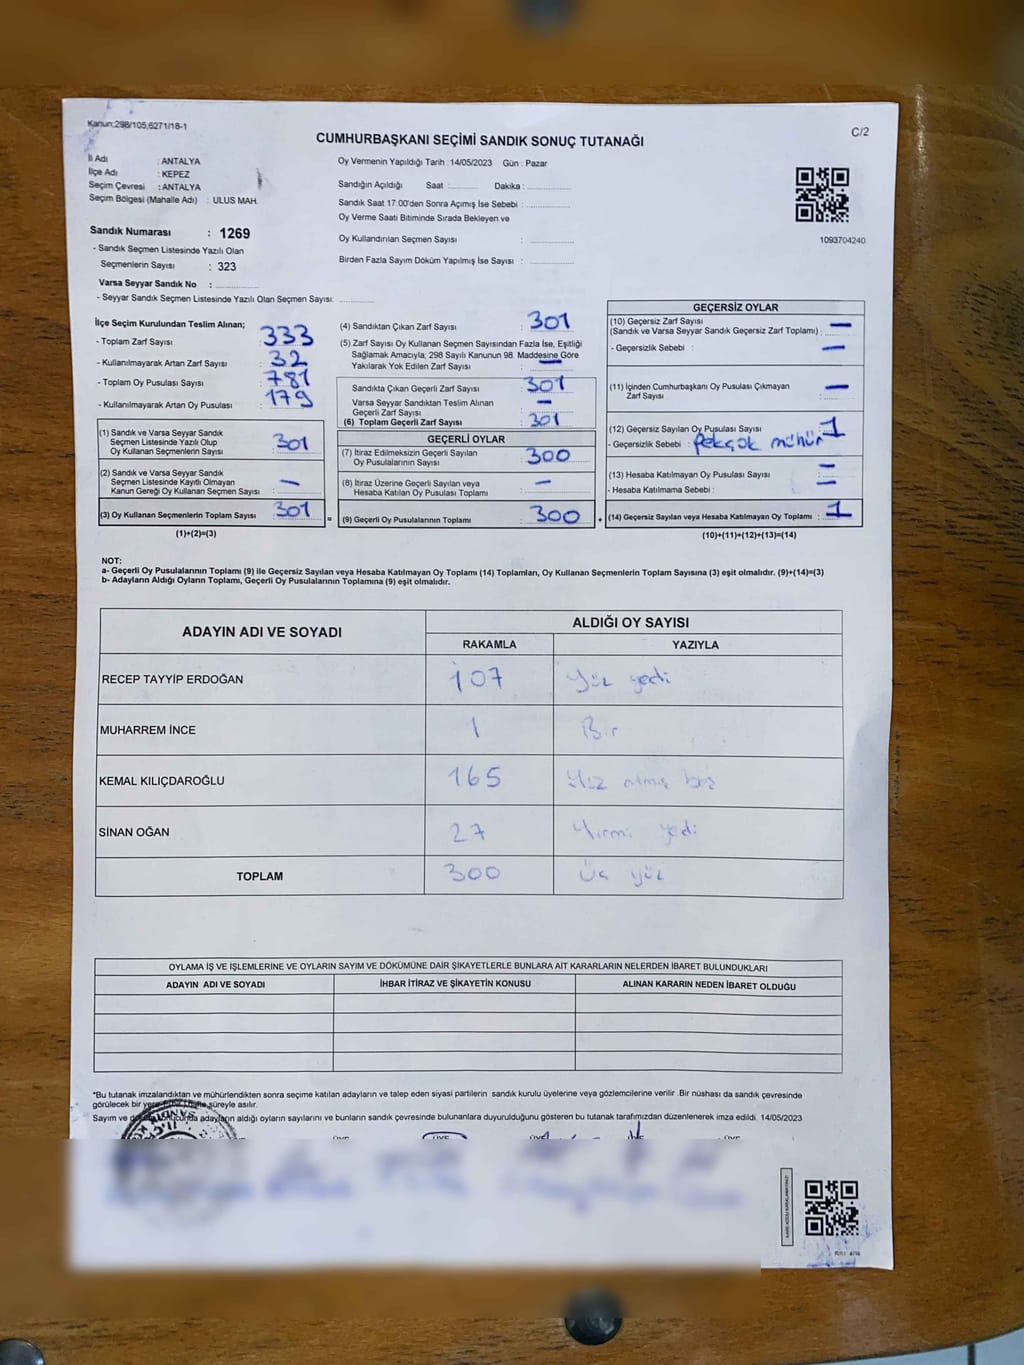 Kanun:298/105,6271/18-1
C/2
CUMHURBAŞKANI SEÇİMİ SANDIK SONUÇ TUTANAĞI
İl Adı : ANTALYA
İlçe Adı : KEPEZ
Seçim Çevresi : ANTALYA
Seçim Bölgesi (Mahalle Adı) : ULUS MAH.
Sandık Numarası : 1269
- Sandık Seçmen Listesinde Yazılı Olan
Seçmenlerin Sayısı : 323
Varsa Seyyar Sandık No :
- Seyyar Sandık Seçmen Listesinde Yazılı Olan Seçmen Sayısı:
Oy Vermenin Yapıldığı Tarih :14/05/2023 Gün : Pazar
Sandığın Açıldığı Saat : Dakika :
Sandık Saat 17:00'den Sonra Açımış İse Sebebi :
Oy Verme Saati Bitiminde Sırada Bekleyen ve
Oy Kullandırılan Seçmen Sayısı :
Birden Fazla Sayım Döküm Yapılmış İse Sayısı :
1093704240
İlçe Seçim Kurulundan Teslim Alınan;
- Toplam Zarf Sayısı : 333
- Kullanılmayarak Artan Zarf Sayısı : 32
- Toplam Oy Pusulası Sayısı : 781
- Kullanılmayarak Artan Oy Pusulası : 179
(1) Sandık ve Varsa Seyyar Sandık
Seçmen Listesinde Yazılı Olup
Oy Kullanan Seçmenlerin Sayısı : 301
(2) Sandık ve Varsa Seyyar Sandık
Seçmen Listesinde Kayıtlı Olmayan
Kanun Gereği Oy Kullanan Seçmen Sayısı : —
(3) Oy Kullanan Seçmenlerin Toplam Sayısı : 301
(1)+(2)=(3)
(4) Sandıktan Çıkan Zarf Sayısı : 301
(5) Zarf Sayısı Oy Kullanan Seçmen Sayısından Fazla İse, Eşitliği
Sağlamak Amacıyla; 298 Sayılı Kanunun 98. Maddesine Göre
Yakılarak Yok Edilen Zarf Sayısı : —
Sandıkta Çıkan Geçerli Zarf Sayısı : 301
Varsa Seyyar Sandıktan Teslim Alınan
Geçerli Zarf Sayısı : —
(6) Toplam Geçerli Zarf Sayısı : 301
GEÇERLİ OYLAR
(7) İtiraz Edilmeksizin Geçerli Sayılan
Oy Pusulasının Sayısı : 300
(8) İtiraz Üzerine Geçerli Sayılan veya
Hesaba Katılan Oy Pusulası Toplamı : —
= (9) Geçerli Oy Pusulalarının Toplamı : 300
GEÇERSİZ OYLAR
(10) Geçersiz Zarf Sayısı
(Sandık ve Varsa Seyyar Sandık Geçersiz Zarf Toplamı) : —
- Geçersizlik Sebebi : —
(11) İçinden Cumhurbaşkanı Oy Pusulası Çıkmayan
Zarf Sayısı : —
(12) Geçersiz Sayılan Oy Pusulası Sayısı : 1
- Geçersizlik Sebebi : Pekçok mühür
(13) Hesaba Katılmayan Oy Pusulası Sayısı : —
- Hesaba Katılmama Sebebi : —
+ (14) Geçersiz Sayılan veya Hesaba Katılmayan Oy Toplamı : 1
(10)+(11)+(12)+(13)=(14)
NOT:
a- Geçerli Oy Pusulalarının Toplamı (9) ile Geçersiz Sayılan veya Hesaba Katılmayan Oy Toplamı (14) Toplamları, Oy Kullanan Seçmenlerin Toplam Sayısına (3) eşit olmalıdır. (9)+(14)=(3)
b- Adayların Aldığı Oyların Toplamı, Geçerli Oy Pusulalarının Toplamına (9) eşit olmalıdır.
ADAYIN ADI VE SOYADI ALDIĞI OY SAYISI
RAKAMLA YAZIYLA
RECEP TAYYİP ERDOĞAN 107 Yüz yedi
MUHARREM İNCE 1 Bir
KEMAL KILIÇDAROĞLU 165 Yüz atmış beş
SİNAN OĞAN 27 Yirmi yedi
TOPLAM 300 Üç yüz
OYLAMA İŞ VE İŞLEMLERİNE VE OYLARIN SAYIM VE DÖKÜMÜNE DAİR ŞİKAYETLERLE BUNLARA AİT KARARLARIN NELERDEN İBARET BULUNDUKLARI
ADAYIN ADI VE SOYADI İHBAR İTİRAZ VE ŞİKAYETİN KONUSU ALINAN KARARIN NEDEN İBARET OLDUĞU
*Bu tutanak imzalandıktan ve mühürlendikten sonra seçime katılan adayların ve talep eden siyasi partilerin sandık kurulu üyelerine veya gözlemcilerine verilir .Bir nüshası da sandık çevresinde
görülecek bir yere bir hafta süreyle asılır.
Sayım ve döküm sonucunda adayların aldığı oyların sayılarını ve bunların sandık çevresinde bulunanlara duyurulduğunu gösteren bu tutanak tarafımızdan düzenlenerek imza edildi. 14/05/2023